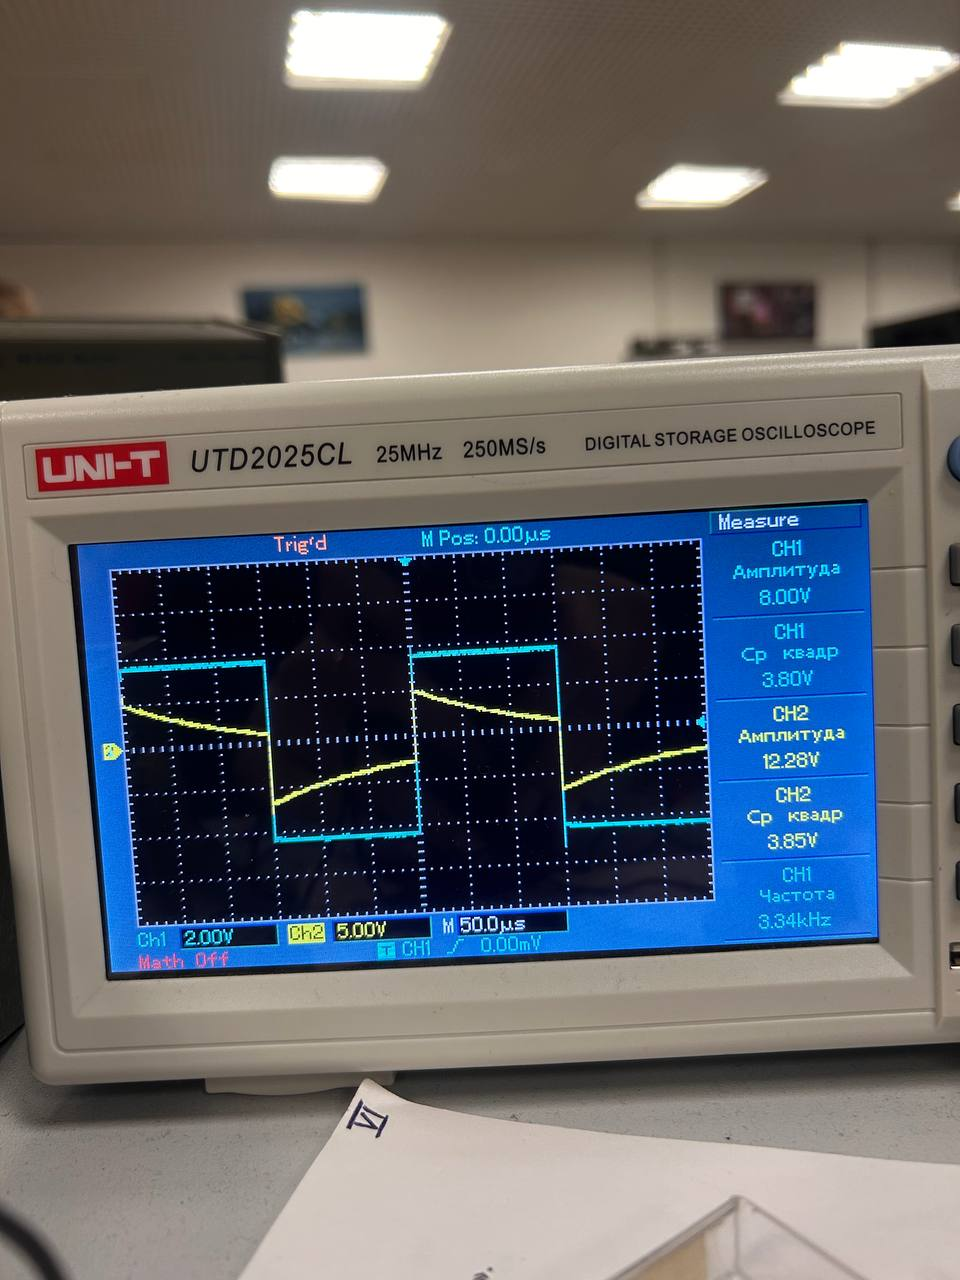 UNI-T UTD2025CL 25MHz 250MS/s DIGITAL STORAGE OSCILLOSCOPE
Trig'd M Pos: 0.00µs
Measure
CH1
Амплитуда
8.00V
CH1
Ср квадр
3.80V
CH2
Амплитуда
12.28V
CH2
Ср квадр
3.85V
CH1
Частота
3.34kHz
Ch1 2.00V Ch2 5.00V M 50.0µs
Math Off T CH1 0.00mV
VI